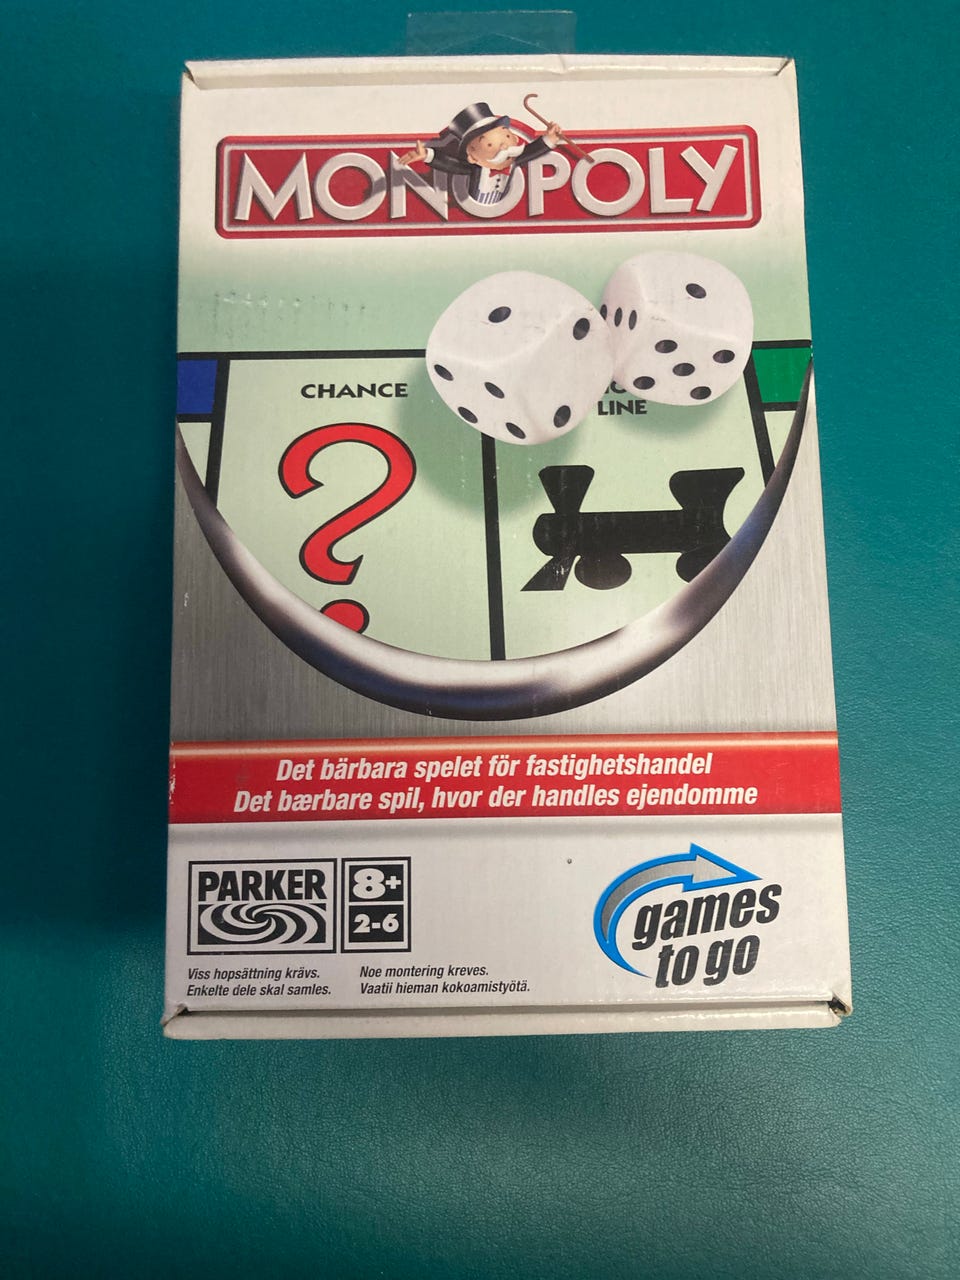 MONOPOLY
CHANCE
LINE
Det bärbara spelet för fastighetshandel
Det bærbare spil, hvor der handles ejendomme
PARKER
8+
2-6
games
to go
Viss hopsättning krävs.
Enkelte dele skal samles.
Noe montering kreves.
Vaatii hieman kokoamistyötä.